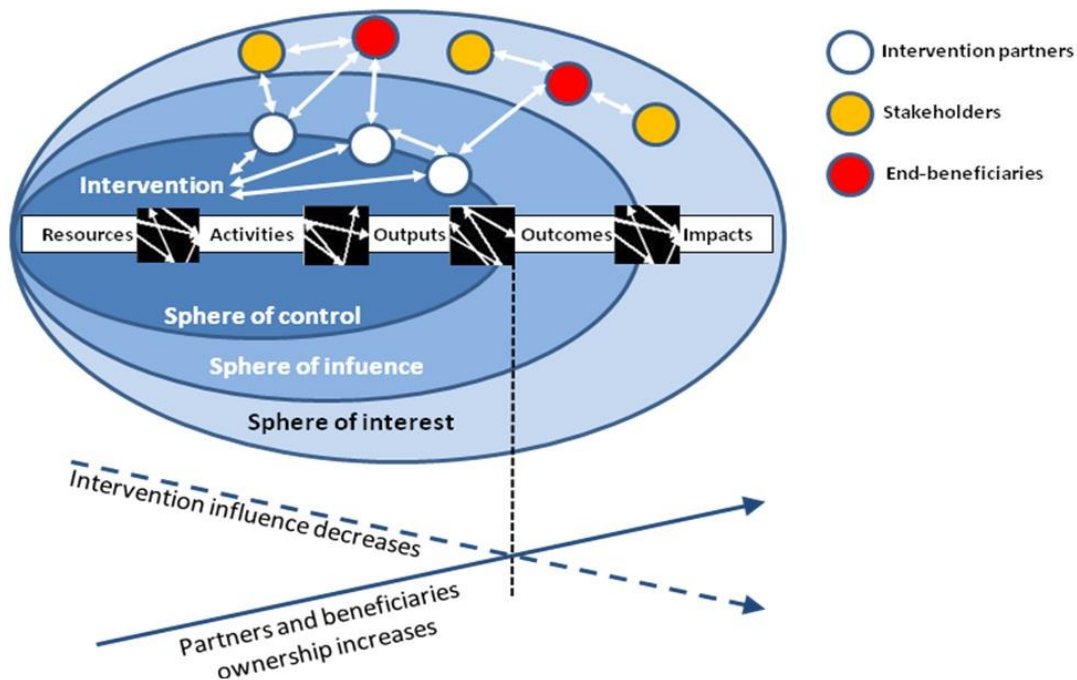 Intervention partners
Stakeholders
End-beneficiaries
Intervention
Resources
Activities
Outputs
Outcomes
Impacts
Sphere of control
Sphere of infuence
Sphere of interest
Intervention influence decreases
Partners and beneficiaries
ownership increases